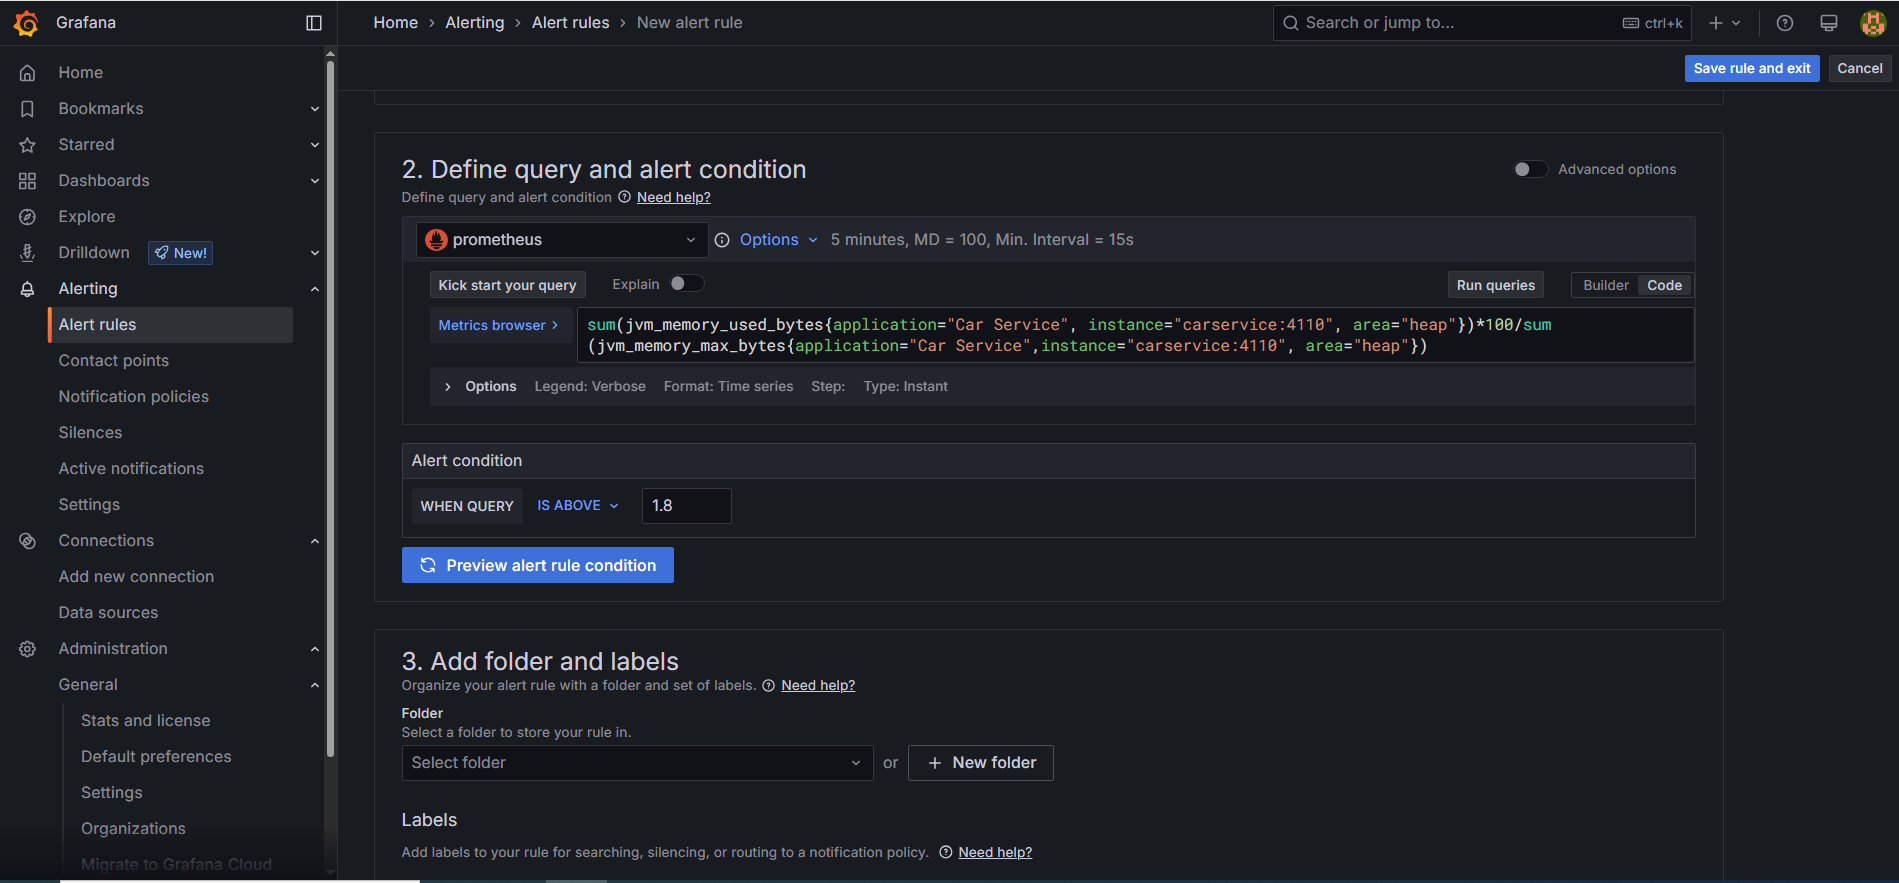 Grafana
Home › Alerting › Alert rules › New alert rule
Search or jump to...
ctrl+k
Save rule and exit
Cancel
Home
Bookmarks
Starred
Dashboards
Explore
Drilldown
New!
Alerting
Alert rules
Contact points
Notification policies
Silences
Active notifications
Settings
Connections
Add new connection
Data sources
Administration
General
Stats and license
Default preferences
Settings
Organizations
Migrate to Grafana Cloud
2. Define query and alert condition
Advanced options
Define query and alert condition
Need help?
prometheus
Options
5 minutes, MD = 100, Min. Interval = 15s
Kick start your query
Explain
Run queries
Builder
Code
Metrics browser >
sum(jvm_memory_used_bytes{application="Car Service", instance="carservice:4110", area="heap"})*100/sum
(jvm_memory_max_bytes{application="Car Service",instance="carservice:4110", area="heap"})
Options
Legend: Verbose
Format: Time series
Step:
Type: Instant
Alert condition
WHEN QUERY
IS ABOVE
1.8
Preview alert rule condition
3. Add folder and labels
Organize your alert rule with a folder and set of labels.
Need help?
Folder
Select a folder to store your rule in.
Select folder
or
+ New folder
Labels
Add labels to your rule for searching, silencing, or routing to a notification policy.
Need help?